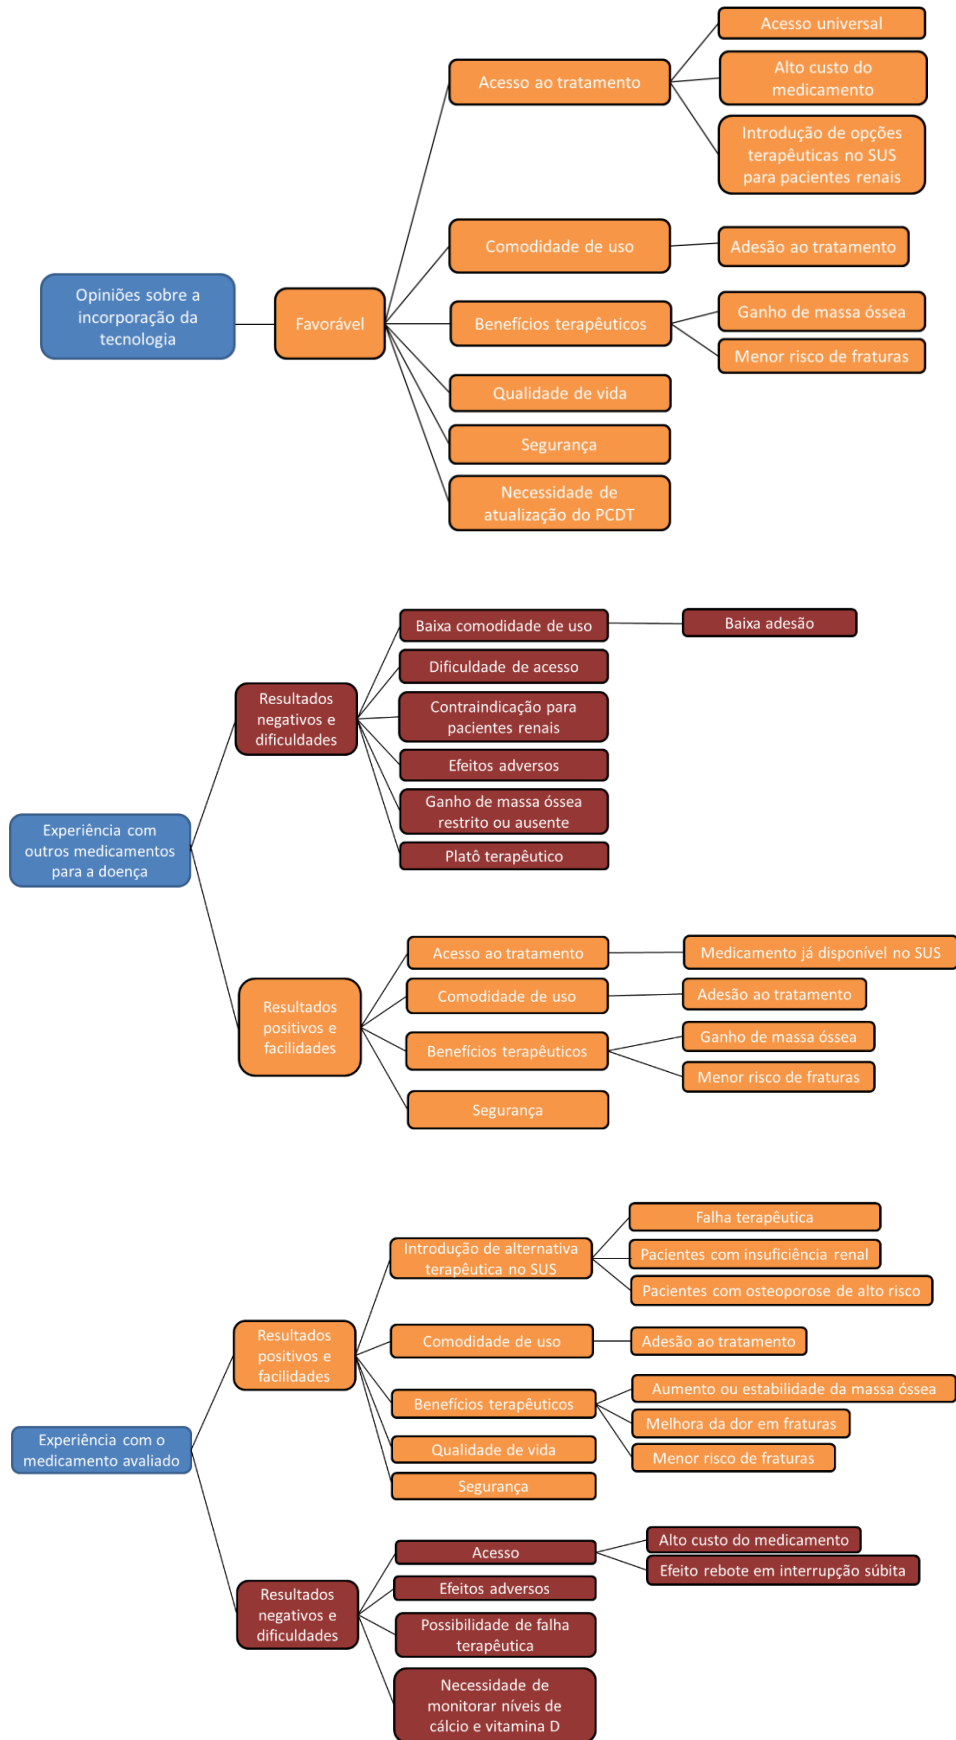 Opiniões sobre a
incorporação da
tecnologia
Favorável
Acesso ao tratamento
Acesso universal
Alto custo do
medicamento
Introdução de opções
terapêuticas no SUS
para pacientes renais
Comodidade de uso
Adesão ao tratamento
Benefícios terapêuticos
Ganho de massa óssea
Menor risco de fraturas
Qualidade de vida
Segurança
Necessidade de
atualização do PCDT
Experiência com
outros medicamentos
para a doença
Resultados
negativos e
dificuldades
Baixa comodidade de uso
Baixa adesão
Dificuldade de acesso
Contraindicação para
pacientes renais
Efeitos adversos
Ganho de massa óssea
restrito ou ausente
Platô terapêutico
Resultados
positivos e
facilidades
Acesso ao tratamento
Medicamento já disponível no SUS
Comodidade de uso
Adesão ao tratamento
Benefícios terapêuticos
Ganho de massa óssea
Menor risco de fraturas
Segurança
Experiência com o
medicamento avaliado
Resultados
positivos e
facilidades
Introdução de alternativa
terapêutica no SUS
Falha terapêutica
Pacientes com insuficiência renal
Pacientes com osteoporose de alto risco
Comodidade de uso
Adesão ao tratamento
Benefícios terapêuticos
Aumento ou estabilidade da massa óssea
Melhora da dor em fraturas
Menor risco de fraturas
Qualidade de vida
Segurança
Resultados
negativos e
dificuldades
Acesso
Alto custo do medicamento
Efeito rebote em interrupção súbita
Efeitos adversos
Possibilidade de falha
terapêutica
Necessidade de
monitorar níveis de
cálcio e vitamina D